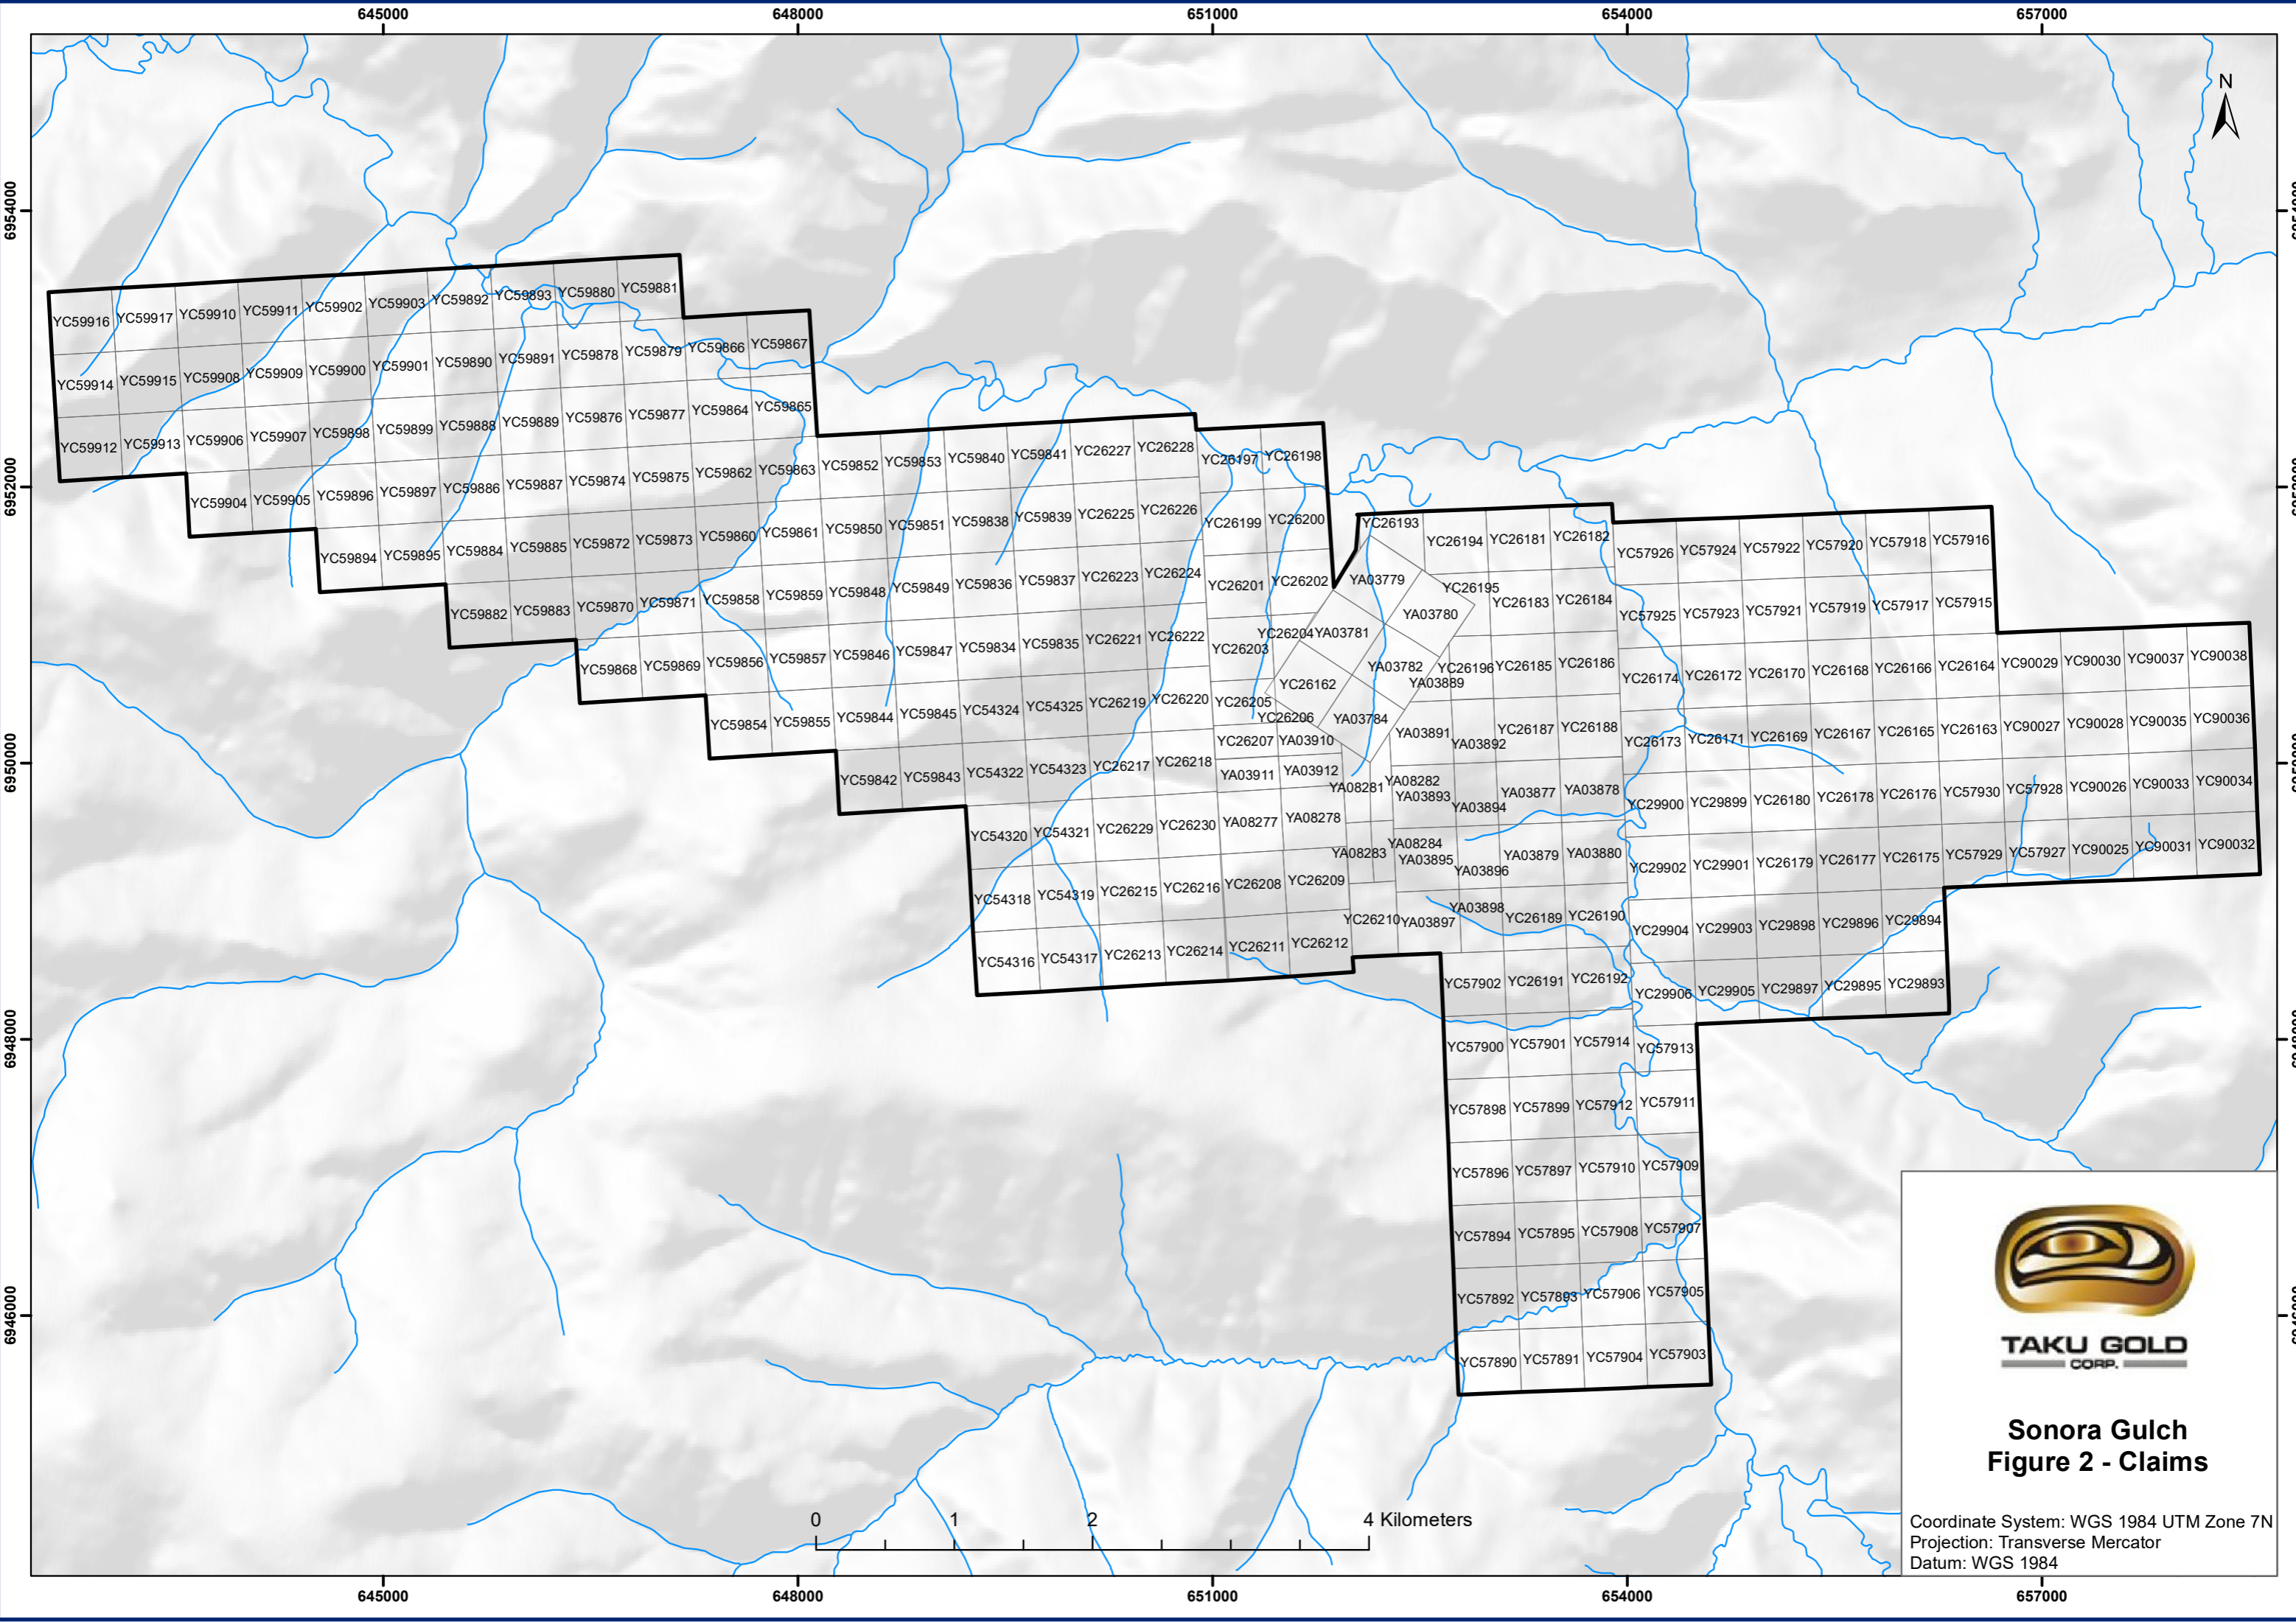 645000
648000
651000
654000
657000
N
6954000
6954000
YC59916 YC59917 YC59910 YC59911 YC59902 YC59903 YC59892 YC59893 YC59880 YC59881
YC59914 YC59915 YC59908 YC59909 YC59900 YC59901 YC59890 YC59891 YC59878 YC59879 YC59866 YC59867
YC59912 YC59913 YC59906 YC59907 YC59898 YC59899 YC59888 YC59889 YC59876 YC59877 YC59864 YC59865
6952000
6952000
YC59904 YC59905 YC59896 YC59897 YC59886 YC59887 YC59874 YC59875 YC59862 YC59863 YC59852 YC59853 YC59840 YC59841 YC26227 YC26228 YC26197 YC26198
YC59894 YC59895 YC59884 YC59885 YC59872 YC59873 YC59860 YC59861 YC59850 YC59851 YC59838 YC59839 YC26225 YC26226 YC26199 YC26200 YC26193
YC26194 YC26181 YC26182 YC57926 YC57924 YC57922 YC57920 YC57918 YC57916
YC59882 YC59883 YC59870 YC59871 YC59858 YC59859 YC59848 YC59849 YC59836 YC59837 YC26223 YC26224 YC26201 YC26202 YA03779 YC26195
YA03780 YC26183 YC26184 YC57925 YC57923 YC57921 YC57919 YC57917 YC57915
YC59868 YC59869 YC59856 YC59857 YC59846 YC59847 YC59834 YC59835 YC26221 YC26222 YC26203 YC26204 YA03781
YA03782 YC26196 YC26185 YC26186 YC26174 YC26172 YC26170 YC26168 YC26166 YC26164 YC90029 YC90030 YC90037 YC90038
YC26162 YA03889
YC59854 YC59855 YC59844 YC59845 YC54324 YC54325 YC26219 YC26220 YC26205 YC26206 YA03784
YA03891 YA03892 YC26187 YC26188 YC26173 YC26171 YC26169 YC26167 YC26165 YC26163 YC90027 YC90028 YC90035 YC90036
6950000
6950000
YC59842 YC59843 YC54322 YC54323 YC26217 YC26218 YC26207 YA03910
YA03911 YA03912 YA08281 YA08282
YA03893 YA03894 YA03877 YA03878 YC29900 YC29899 YC26180 YC26178 YC26176 YC57930 YC57928 YC90026 YC90033 YC90034
YC54320 YC54321 YC26229 YC26230 YA08277 YA08278
YA08283 YA08284 YA03895 YA03896 YA03879 YA03880 YC29902 YC29901 YC26179 YC26177 YC26175 YC57929 YC57927 YC90025 YC90031 YC90032
YC54318 YC54319 YC26215 YC26216 YC26208 YC26209
YC26210 YA03897 YA03898 YC26189 YC26190 YC29904 YC29903 YC29898 YC29896 YC29894
YC54316 YC54317 YC26213 YC26214 YC26211 YC26212
YC57902 YC26191 YC26192 YC29906 YC29905 YC29897 YC29895 YC29893
6948000
6948000
YC57900 YC57901 YC57914 YC57913
YC57898 YC57899 YC57912 YC57911
YC57896 YC57897 YC57910 YC57909
YC57894 YC57895 YC57908 YC57907
YC57892 YC57893 YC57906 YC57905
6946000
6946000
YC57890 YC57891 YC57904 YC57903
TAKU GOLD
CORP.
Sonora Gulch
Figure 2 - Claims
0 1 2 4 Kilometers
Coordinate System: WGS 1984 UTM Zone 7N
Projection: Transverse Mercator
Datum: WGS 1984
645000
648000
651000
654000
657000